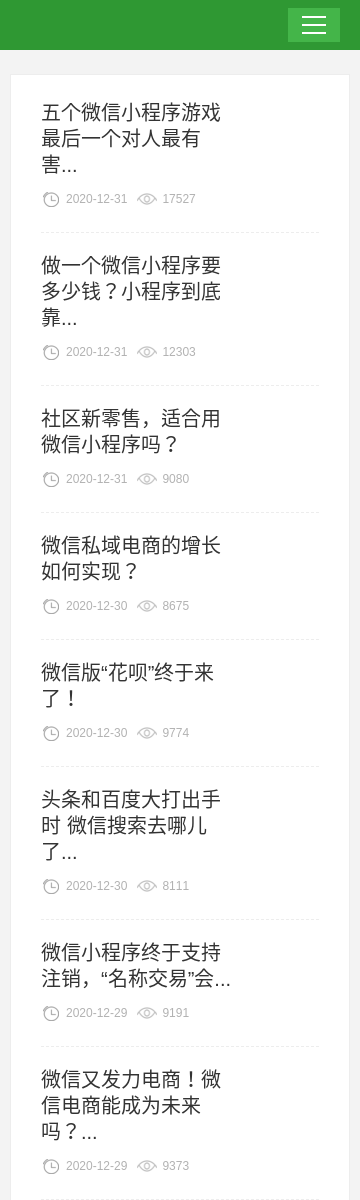 五个微信小程序游戏
最后一个对人最有
害...
2020-12-31 17527
做一个微信小程序要
多少钱？小程序到底
靠...
2020-12-31 12303
社区新零售，适合用
微信小程序吗？
2020-12-31 9080
微信私域电商的增长
如何实现？
2020-12-30 8675
微信版“花呗”终于来
了！
2020-12-30 9774
头条和百度大打出手
时 微信搜索去哪儿
了...
2020-12-30 8111
微信小程序终于支持
注销，“名称交易”会...
2020-12-29 9191
微信又发力电商！微
信电商能成为未来
吗？...
2020-12-29 9373